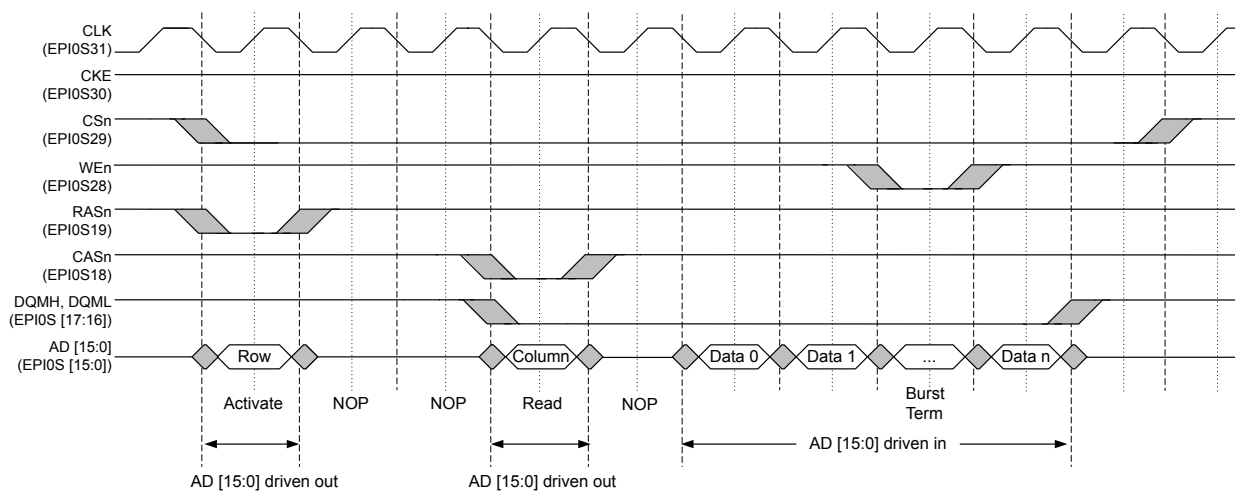 CLK
(EPI0S31)
CKE
(EPI0S30)
CSn
(EPI0S29)
WEn
(EPI0S28)
RASn
(EPI0S19)
CASn
(EPI0S18)
DQMH, DQML
(EPI0S [17:16])
AD [15:0]
(EPI0S [15:0])
Row
Column
Data 0
Data 1
...
Data n
Activate
NOP
NOP
Read
NOP
Burst
Term
AD [15:0] driven in
AD [15:0] driven out
AD [15:0] driven out